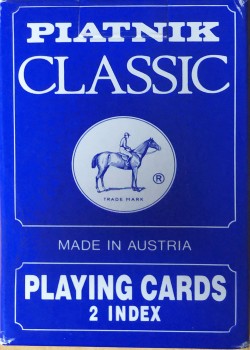 PIATNIK
CLASSIC
®
TRADE MARK
MADE IN AUSTRIA
PLAYING CARDS
2 INDEX